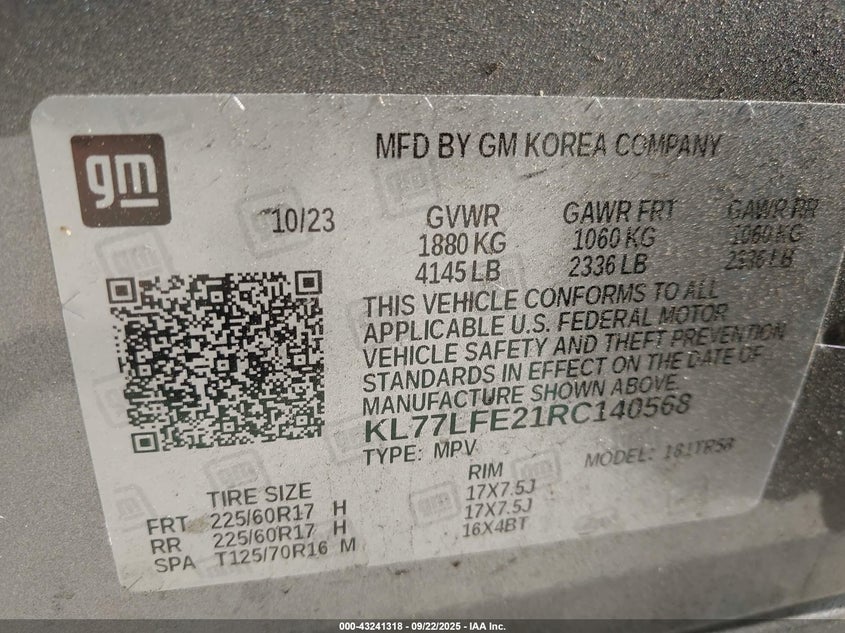 gm
MFD BY GM KOREA COMPANY
10/23
GVWR GAWR FRT GAWR RR
1880 KG 1060 KG 1060 KG
4145 LB 2336 LB 2336 LB
THIS VEHICLE CONFORMS TO ALL
APPLICABLE U.S. FEDERAL MOTOR
VEHICLE SAFETY AND THEFT PREVENTION
STANDARDS IN EFFECT ON THE DATE OF
MANUFACTURE SHOWN ABOVE.
KL77LFE21RC140568
TYPE: MPV MODEL: 181TR58
TIRE SIZE RIM
FRT 225/60R17 H 17X7.5J
RR 225/60R17 H 17X7.5J
SPA T125/70R16 M 16X4BT
000-43241318 - 09/22/2025 - IAA Inc.